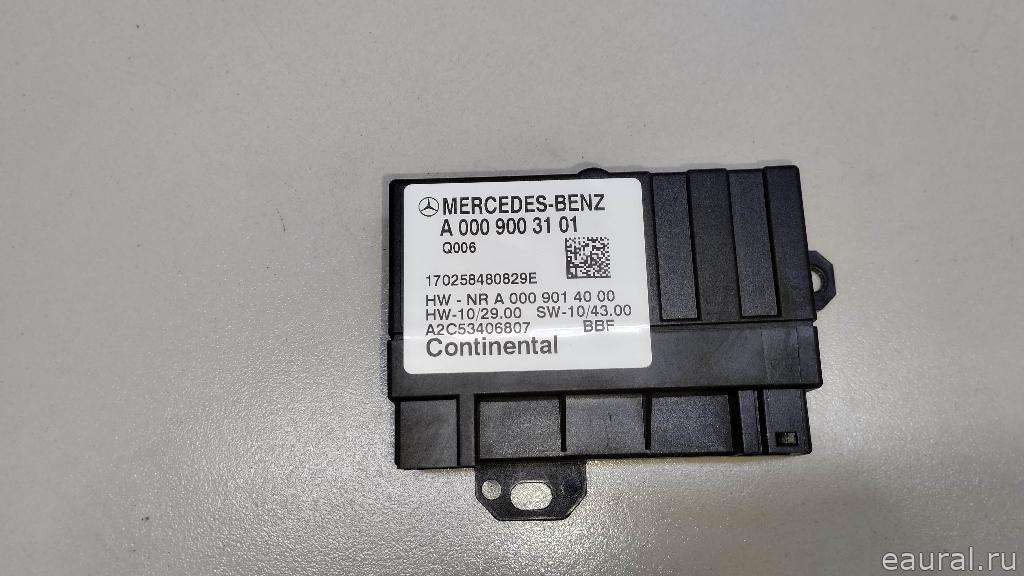 MERCEDES-BENZ
A 000 900 31 01
Q006
170258480829E
HW - NR A 000 901 40 00
HW-10/29.00 SW-10/43.00
A2C53406807 BBF
Continental
eaural.ru